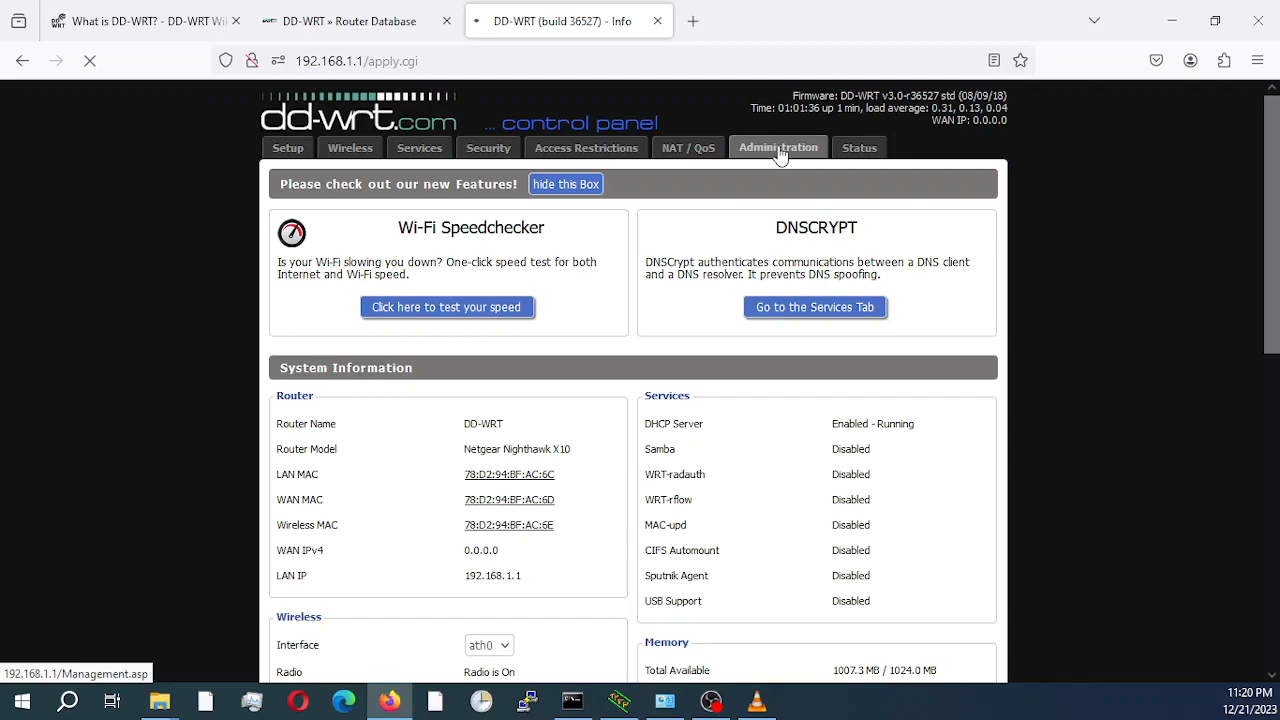 What is DD-WRT? - DD-WRT Wiki
DD-WRT » Router Database
DD-WRT (build 36527) - Info
192.168.1.1/apply.cgi
Firmware: DD-WRT v3.0-r36527 std (08/09/18)
Time: 01:01:36 up 1 min, load average: 0.31, 0.13, 0.04
WAN IP: 0.0.0.0
dd-wrt.com ... control panel
Setup Wireless Services Security Access Restrictions NAT / QoS Administration Status
Please check out our new Features! hide this Box
Wi-Fi Speedchecker
Is your Wi-Fi slowing you down? One-click speed test for both
Internet and Wi-Fi speed.
Click here to test your speed
DNSCRYPT
DNSCrypt authenticates communications between a DNS client
and a DNS resolver. It prevents DNS spoofing.
Go to the Services Tab
System Information
Router
Router Name DD-WRT
Router Model Netgear Nighthawk X10
LAN MAC 78:D2:94:BF:AC:6C
WAN MAC 78:D2:94:BF:AC:6D
Wireless MAC 78:D2:94:BF:AC:6E
WAN IPv4 0.0.0.0
LAN IP 192.168.1.1
Wireless
Interface ath0
Radio Radio is On
Services
DHCP Server Enabled - Running
Samba Disabled
WRT-radauth Disabled
WRT-rflow Disabled
MAC-upd Disabled
CIFS Automount Disabled
Sputnik Agent Disabled
USB Support Disabled
Memory
Total Available 1007.3 MB / 1024.0 MB
192.168.1.1/Management.asp
11:20 PM
12/21/2023